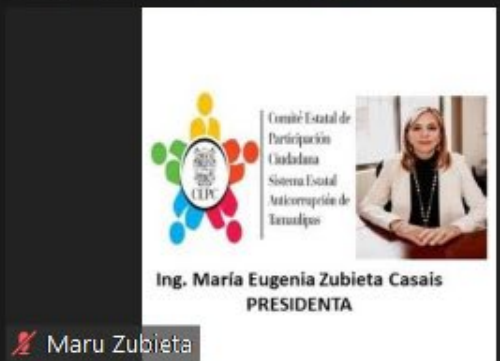 Comité Estatal de
Participación
Ciudadana
Sistema Estatal
Anticorrupción de
Tamaulipas
CEPC
Ing. María Eugenia Zubieta Casais
PRESIDENTA
Maru Zubieta